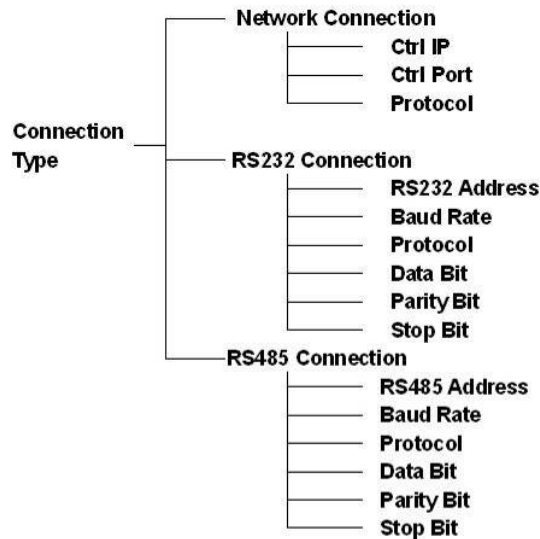 Network Connection
Ctrl IP
Ctrl Port
Protocol
Connection
Type
RS232 Connection
RS232 Address
Baud Rate
Protocol
Data Bit
Parity Bit
Stop Bit
RS485 Connection
RS485 Address
Baud Rate
Protocol
Data Bit
Parity Bit
Stop Bit